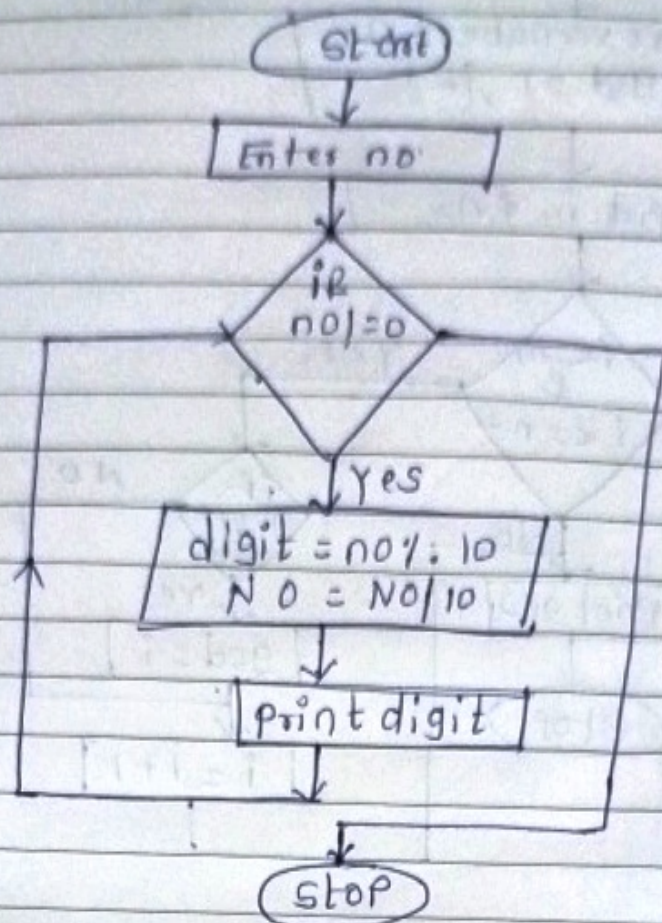 Start
Enter no.
if
no!=0
Yes
digit = no % 10
NO = NO/10
print digit
stop